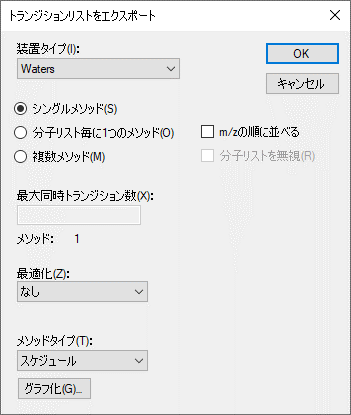 トランジションリストをエクスポート
装置タイプ(I):
OK
Waters
キャンセル
シングルメソッド(S)
分子リスト毎に1つのメソッド(O)
m/zの順に並べる
複数メソッド(M)
分子リストを無視(R)
最大同時トランジション数(X):
メソッド: 1
最適化(Z):
なし
メソッドタイプ(T):
スケジュール
グラフ化(G)...